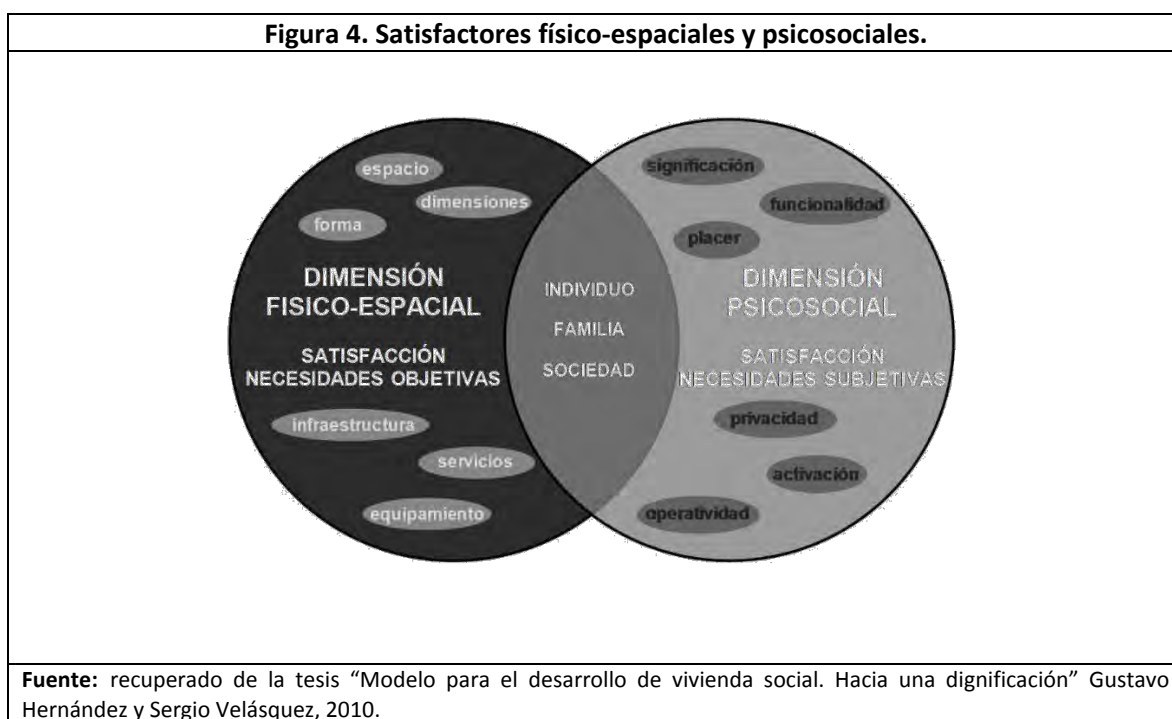 Figura 4. Satisfactores físico-espaciales y psicosociales.
espacio
dimensiones
forma
DIMENSIÓN
FISICO-ESPACIAL
SATISFACCIÓN
NECESIDADES OBJETIVAS
infraestructura
servicios
equipamiento
INDIVIDUO
FAMILIA
SOCIEDAD
significación
funcionalidad
placer
DIMENSIÓN
PSICOSOCIAL
SATISFACCIÓN
NECESIDADES SUBJETIVAS
privacidad
activación
operatividad
Fuente: recuperado de la tesis “Modelo para el desarrollo de vivienda social. Hacia una dignificación” Gustavo
Hernández y Sergio Velásquez, 2010.